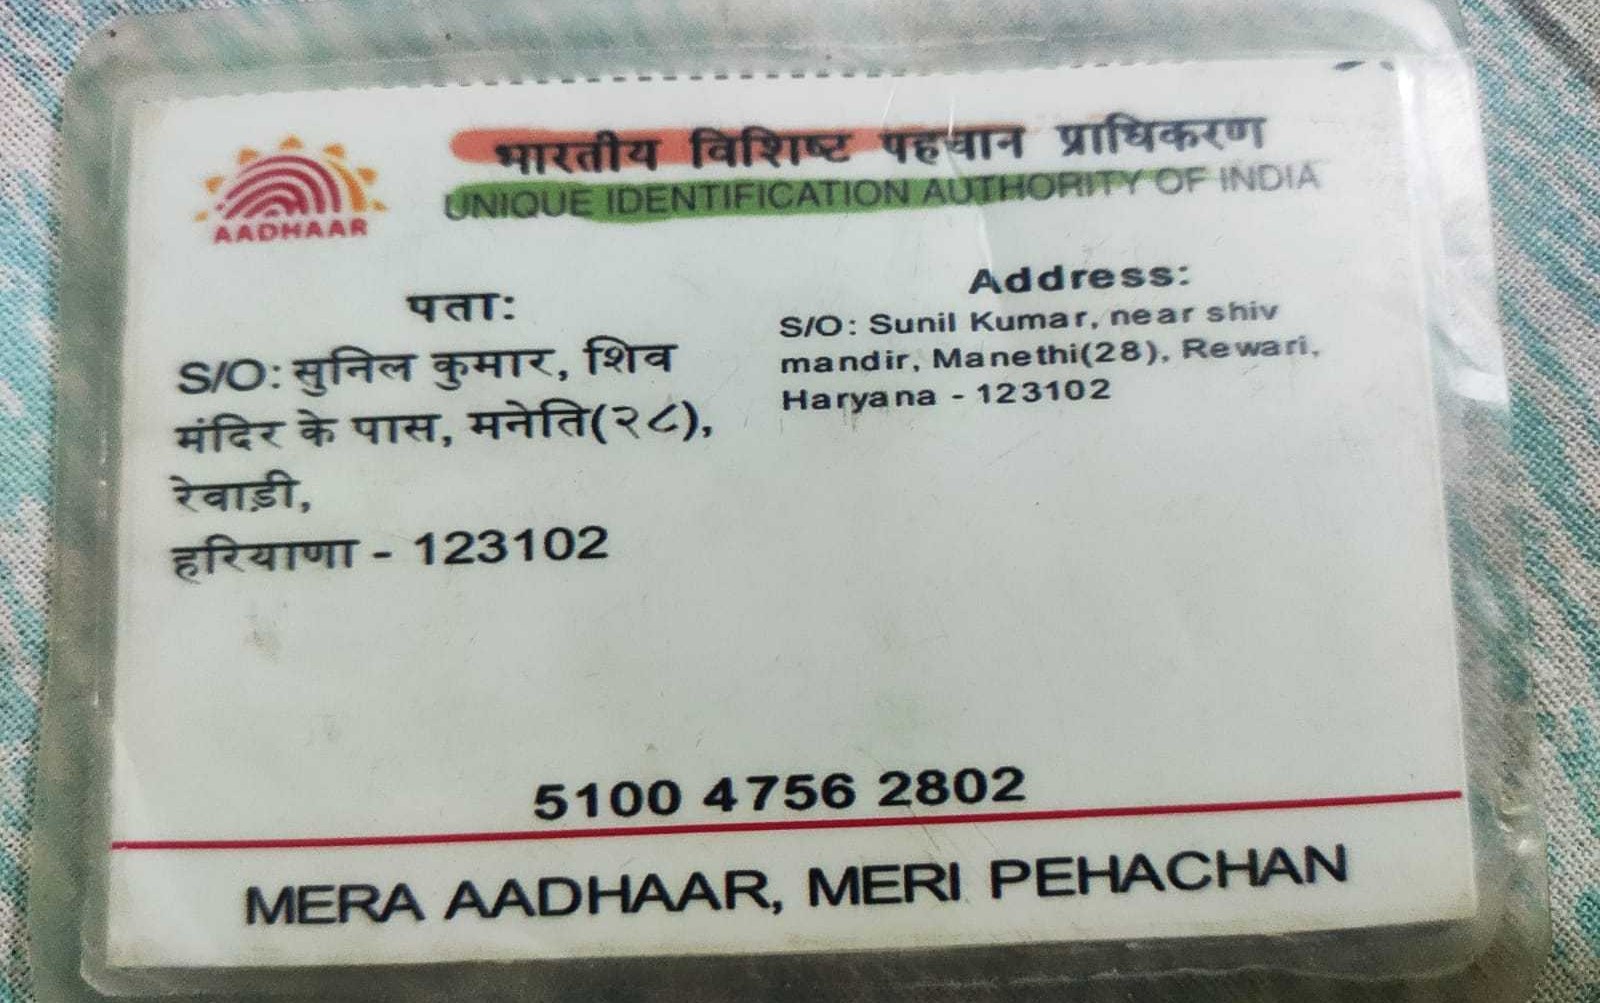 भारतीय विशिष्ट पहचान प्राधिकरण
UNIQUE IDENTIFICATION AUTHORITY OF INDIA
AADHAAR
पता:
S/O: सुनिल कुमार, शिव
मंदिर के पास, मनेति(२८),
रेवाड़ी,
हरियाणा - 123102
Address:
S/O: Sunil Kumar, near shiv
mandir, Manethi(28), Rewari,
Haryana - 123102
5100 4756 2802
MERA AADHAAR, MERI PEHACHAN